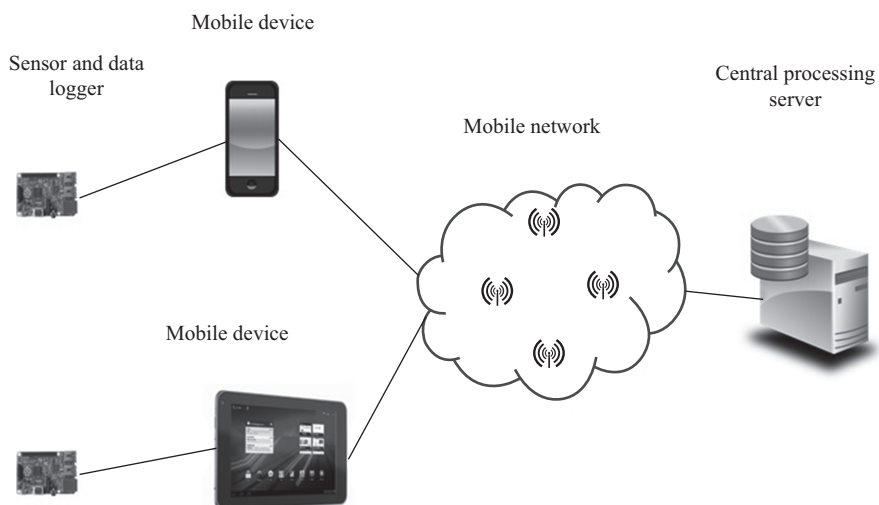 Mobile device
Sensor and data
logger
Central processing
server
Mobile network
Mobile device